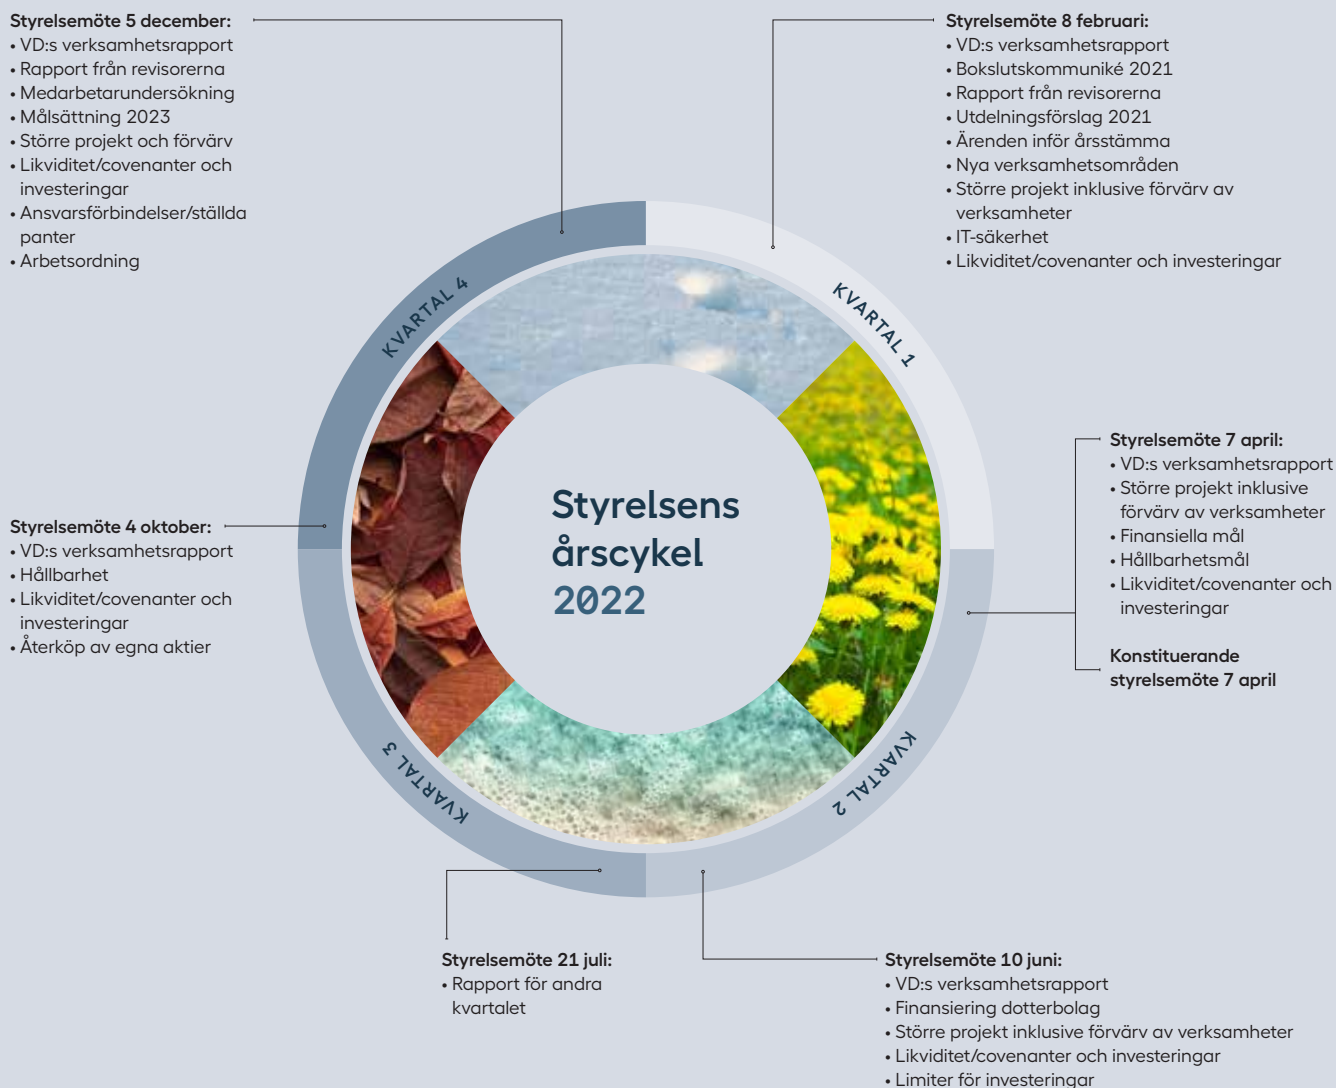 Styrelsemöte 5 december:
• VD:s verksamhetsrapport
• Rapport från revisorerna
• Medarbetarundersökning
• Målsättning 2023
• Större projekt och förvärv
• Likviditet/covenanter och
investeringar
• Ansvarsförbindelser/ställda
panter
• Arbetsordning
Styrelsemöte 8 februari:
• VD:s verksamhetsrapport
• Bokslutskommuniké 2021
• Rapport från revisorerna
• Utdelningsförslag 2021
• Ärenden inför årsstämma
• Nya verksamhetsområden
• Större projekt inklusive förvärv av
verksamheter
• IT-säkerhet
• Likviditet/covenanter och investeringar
KVARTAL 4
KVARTAL 1
Styrelsens
årscykel
2022
Styrelsemöte 7 april:
• VD:s verksamhetsrapport
• Större projekt inklusive
förvärv av verksamheter
• Finansiella mål
• Hållbarhetsmål
• Likviditet/covenanter och
investeringar
Konstituerande
styrelsemöte 7 april
Styrelsemöte 4 oktober:
• VD:s verksamhetsrapport
• Hållbarhet
• Likviditet/covenanter och
investeringar
• Återköp av egna aktier
KVARTAL 3
KVARTAL 2
Styrelsemöte 21 juli:
• Rapport för andra
kvartalet
Styrelsemöte 10 juni:
• VD:s verksamhetsrapport
• Finansiering dotterbolag
• Större projekt inklusive förvärv av verksamheter
• Likviditet/covenanter och investeringar
• Limiter för investeringar